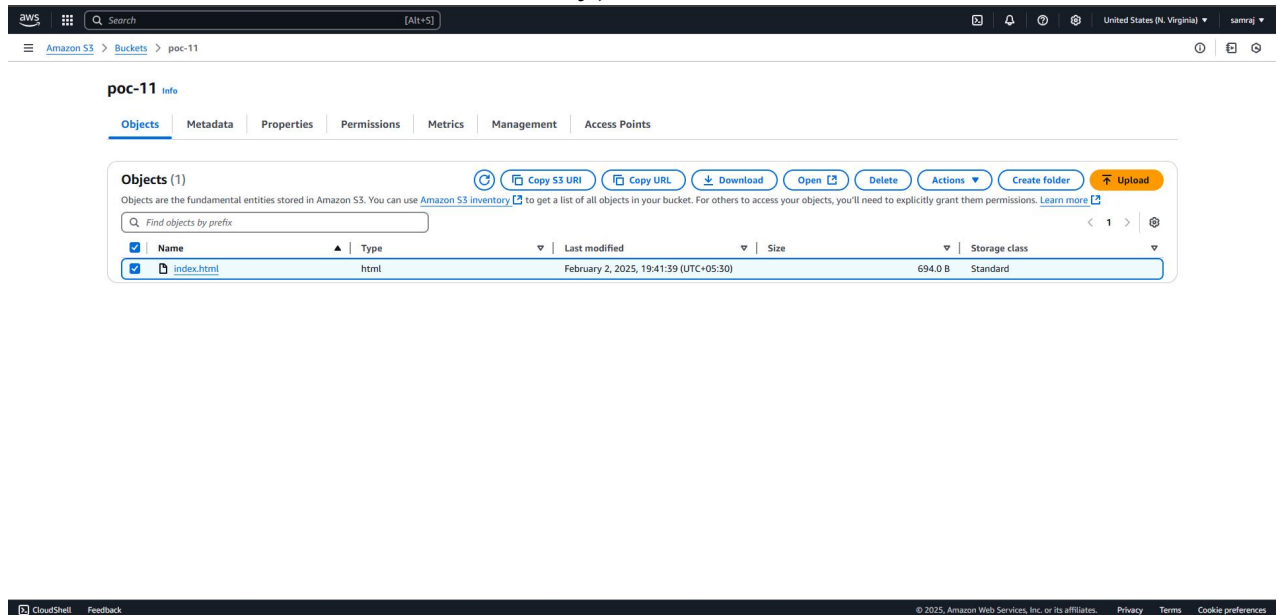 aws Search [Alt+S] United States (N. Virginia) samraj
Amazon S3 > Buckets > poc-11
poc-11 Info
Objects Metadata Properties Permissions Metrics Management Access Points
Objects (1) Copy S3 URI Copy URL Download Open Delete Actions Create folder Upload
Objects are the fundamental entities stored in Amazon S3. You can use Amazon S3 inventory to get a list of all objects in your bucket. For others to access your objects, you'll need to explicitly grant them permissions. Learn more
Find objects by prefix < 1 >
Name Type Last modified Size Storage class
index.html html February 2, 2025, 19:41:39 (UTC+05:30) 694.0 B Standard
CloudShell Feedback © 2025, Amazon Web Services, Inc. or its affiliates. Privacy Terms Cookie preferences